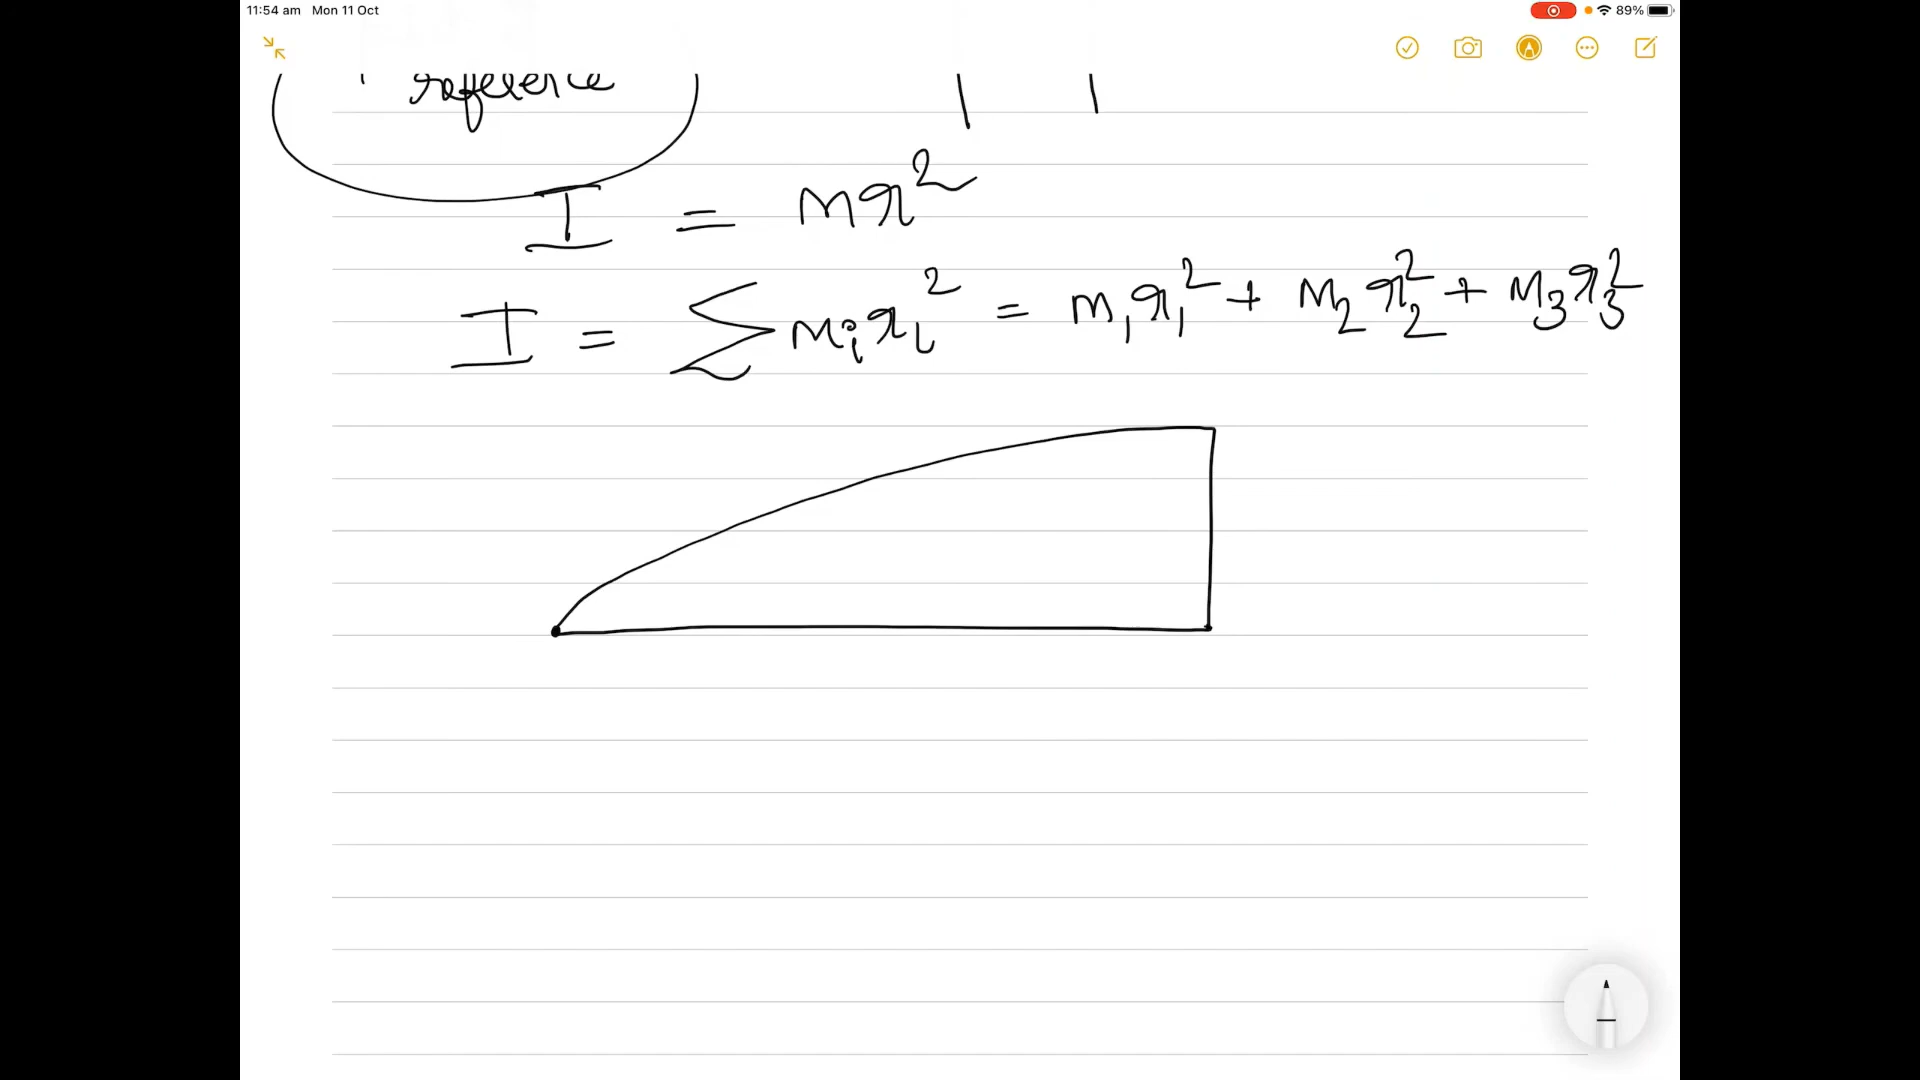 11:54 am Mon 11 Oct 89%
reference
I = mr²
I = Σ mᵢrᵢ² = m₁r₁² + m₂r₂² + m₃r₃²